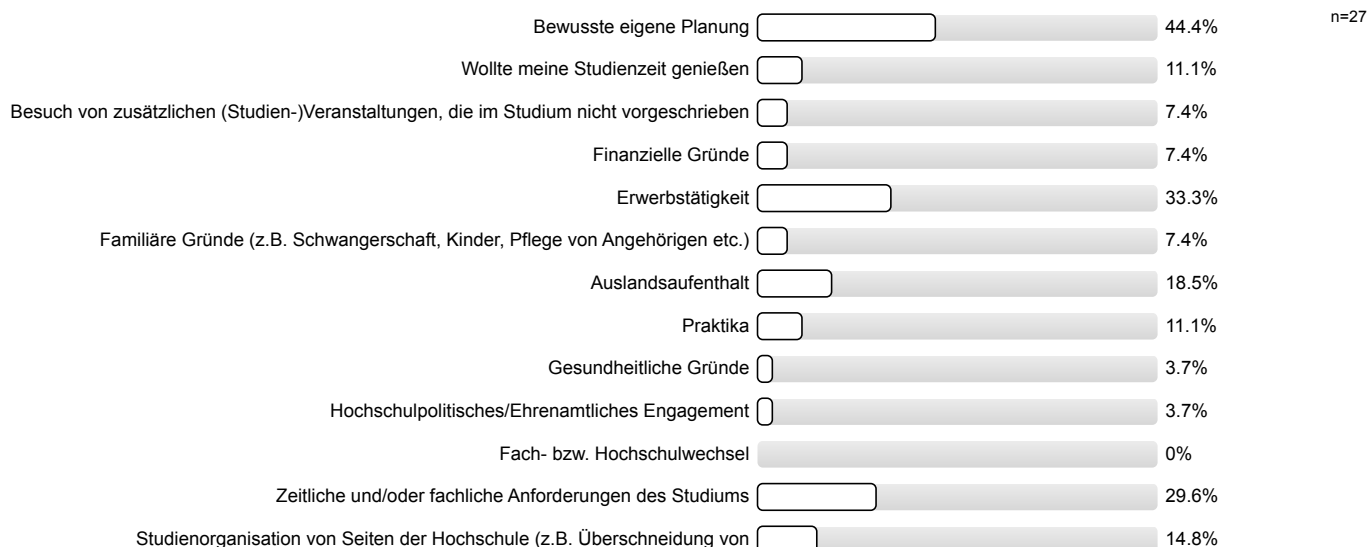 Bewusste eigene Planung 44.4% n=27
Wollte meine Studienzeit genießen 11.1%
Besuch von zusätzlichen (Studien-)Veranstaltungen, die im Studium nicht vorgeschrieben 7.4%
Finanzielle Gründe 7.4%
Erwerbstätigkeit 33.3%
Familiäre Gründe (z.B. Schwangerschaft, Kinder, Pflege von Angehörigen etc.) 7.4%
Auslandsaufenthalt 18.5%
Praktika 11.1%
Gesundheitliche Gründe 3.7%
Hochschulpolitisches/Ehrenamtliches Engagement 3.7%
Fach- bzw. Hochschulwechsel 0%
Zeitliche und/oder fachliche Anforderungen des Studiums 29.6%
Studienorganisation von Seiten der Hochschule (z.B. Überschneidung von 14.8%